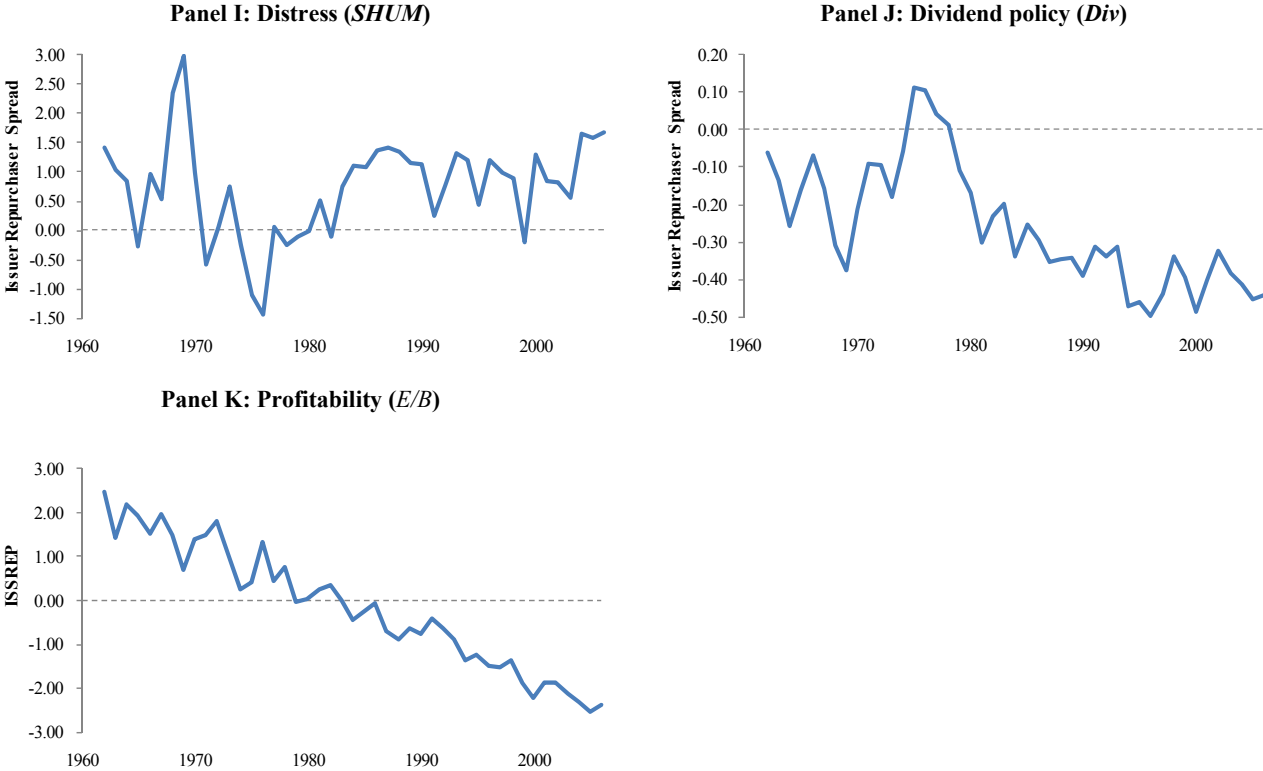 Panel I: Distress (SHUM)
Issuer Repurchaser Spread
3.00
2.50
2.00
1.50
1.00
0.50
0.00
-0.50
-1.00
-1.50
1960 1970 1980 1990 2000
Panel J: Dividend policy (Div)
Issuer Repurchaser Spread
0.20
0.10
0.00
-0.10
-0.20
-0.30
-0.40
-0.50
1960 1970 1980 1990 2000
Panel K: Profitability (E/B)
ISSREP
3.00
2.00
1.00
0.00
-1.00
-2.00
-3.00
1960 1970 1980 1990 2000